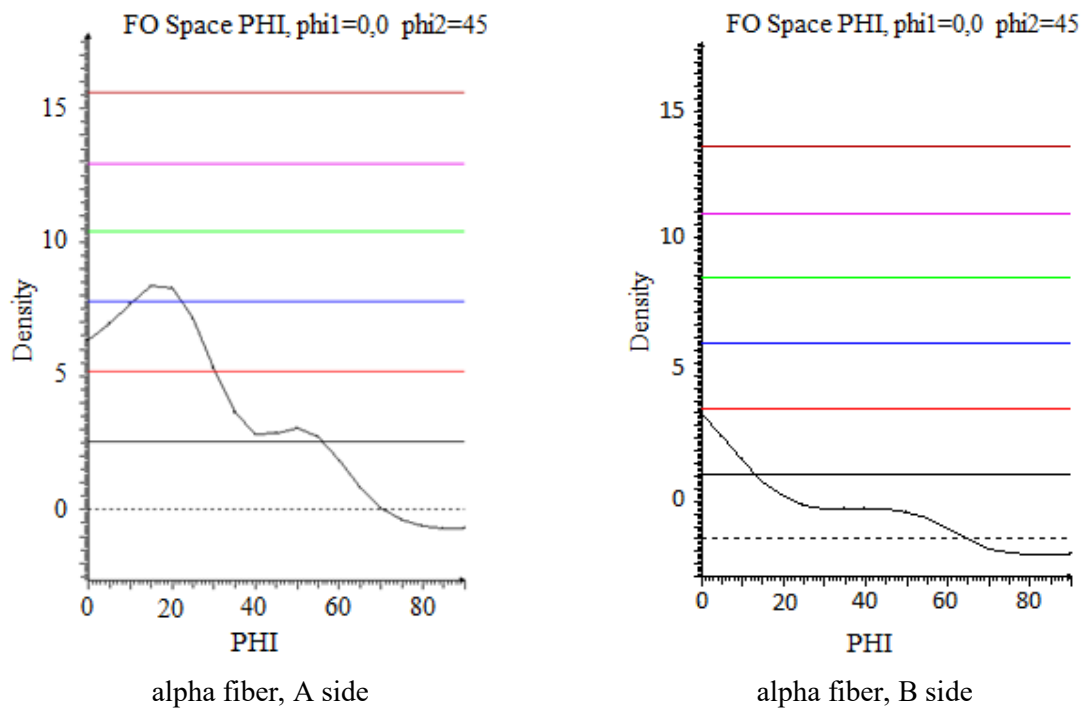 FO Space PHI, phi1=0,0 phi2=45
15
10
5
0
Density
0 20 40 60 80
PHI
alpha fiber, A side
FO Space PHI, phi1=0,0 phi2=45
15
10
5
0
Density
0 20 40 60 80
PHI
alpha fiber, B side